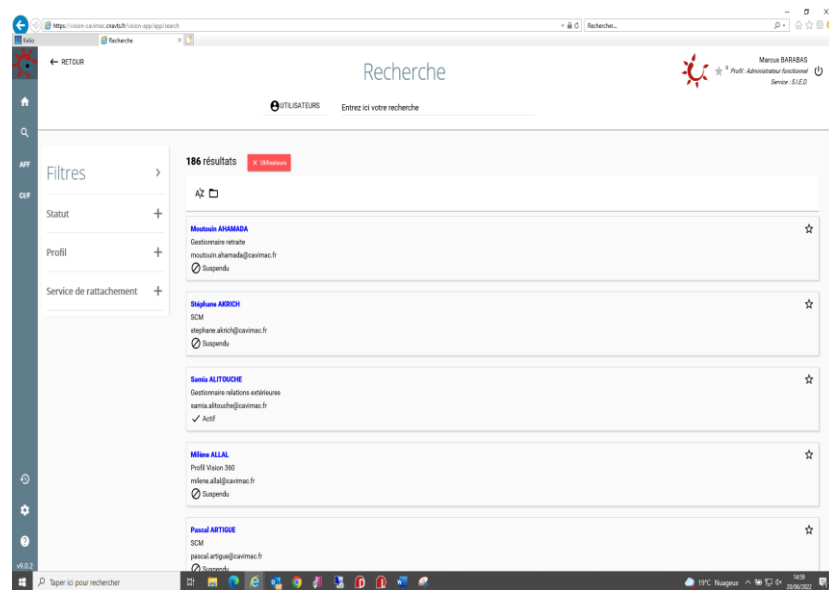 https://vision-cavimac.cnavts.fr/vision-app/app/search
Rechercher...
Kelio
Recherche
RETOUR
Recherche
Marcus BARABAS
Profil : Administrateur fonctionnel
Service : S.I.E.D.
UTILISATEURS
Entrez ici votre recherche
AFF
CI/F
Filtres
Statut
Profil
Service de rattachement
186 résultats
× Utilisateurs
AZ
Moutouin AHAMADA
Gestionnaire retraite
moutouin.ahamada@cavimac.fr
Suspendu
Stéphane AKRICH
SCM
stephane.akrich@cavimac.fr
Suspendu
Samia ALITOUCHE
Gestionnaire relations extérieures
samia.alitouche@cavimac.fr
Actif
Milène ALLAL
Profil Vision 360
milene.allal@cavimac.fr
Suspendu
Pascal ARTIGUE
SCM
pascal.artigue@cavimac.fr
Suspendu
v9.0.2
Taper ici pour rechercher
19°C Nuageux
14:59
20/06/2022